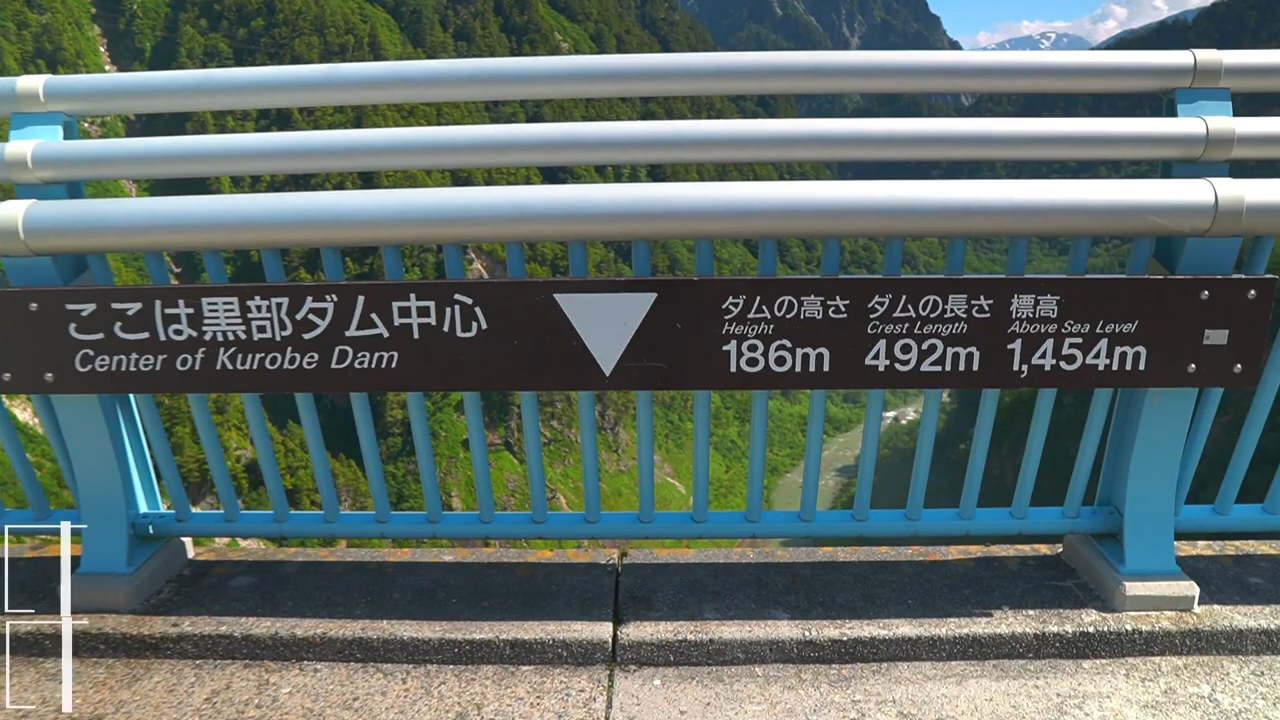 ここは黒部ダム中心
Center of Kurobe Dam
ダムの高さ
Height
186m
ダムの長さ
Crest Length
492m
標高
Above Sea Level
1,454m